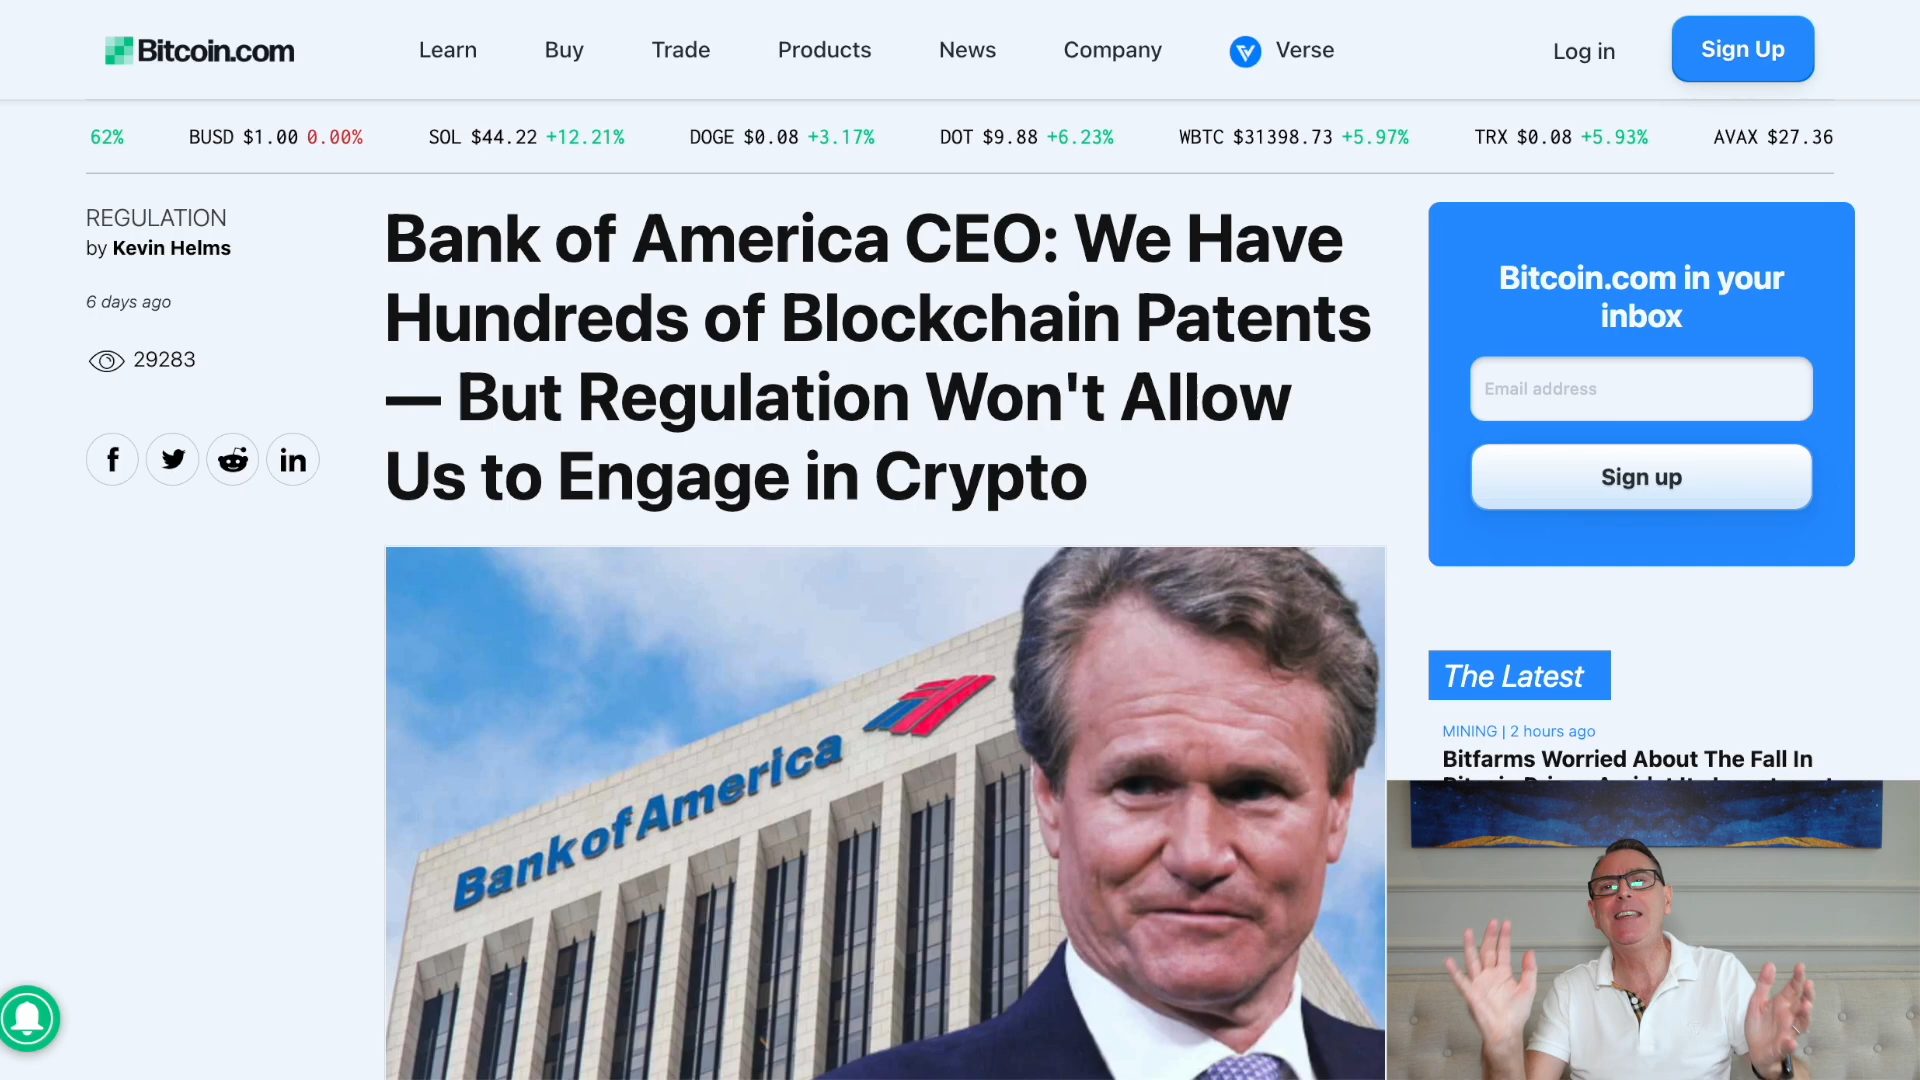 Bitcoin.com
Learn
Buy
Trade
Products
News
Company
Verse
Log in
Sign Up
62%
BUSD $1.00 0.00%
SOL $44.22 +12.21%
DOGE $0.08 +3.17%
DOT $9.88 +6.23%
WBTC $31398.73 +5.97%
TRX $0.08 +5.93%
AVAX $27.36
REGULATION
by Kevin Helms
6 days ago
29283
Bank of America CEO: We Have
Hundreds of Blockchain Patents
— But Regulation Won't Allow
Us to Engage in Crypto
Bank of America
Bitcoin.com in your
inbox
Email address
Sign up
The Latest
MINING | 2 hours ago
Bitfarms Worried About The Fall In